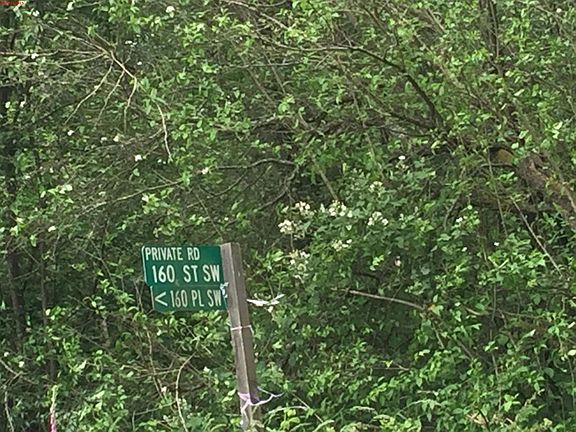 PRIVATE RD
160 ST SW
< 160 PL SW